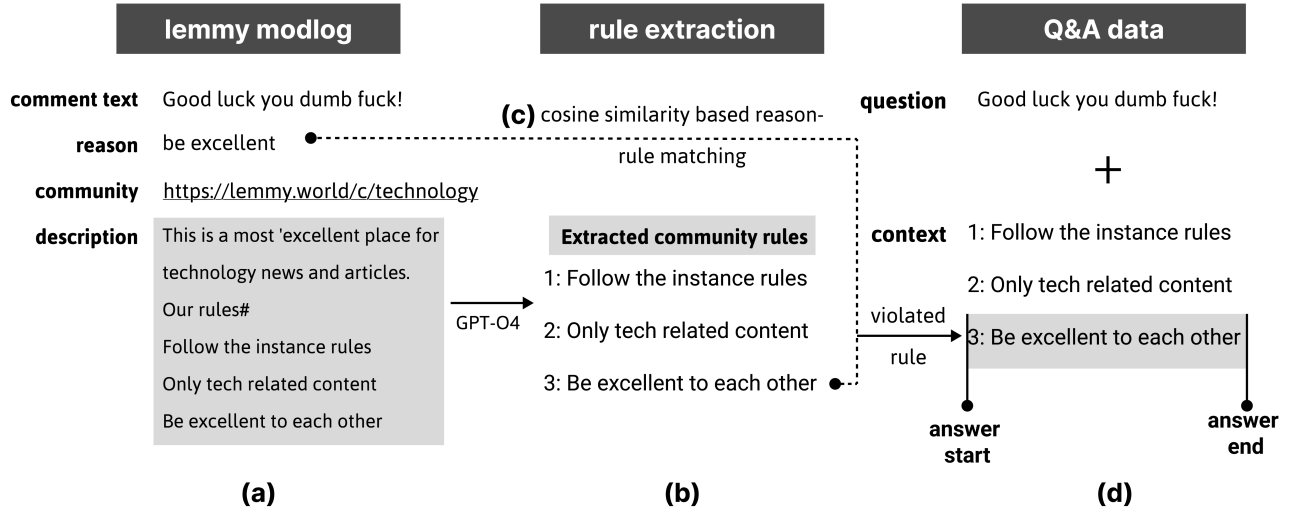 lemmy modlog
rule extraction
Q&A data
comment text
Good luck you dumb fuck!
reason
be excellent
community
https://lemmy.world/c/technology
description
This is a most 'excellent place for
technology news and articles.
Our rules#
Follow the instance rules
Only tech related content
Be excellent to each other
(a)
GPT-O4
(c) cosine similarity based reason-
rule matching
Extracted community rules
1: Follow the instance rules
2: Only tech related content
3: Be excellent to each other
(b)
violated
rule
question
Good luck you dumb fuck!
+
context
1: Follow the instance rules
2: Only tech related content
3: Be excellent to each other
answer
start
answer
end
(d)